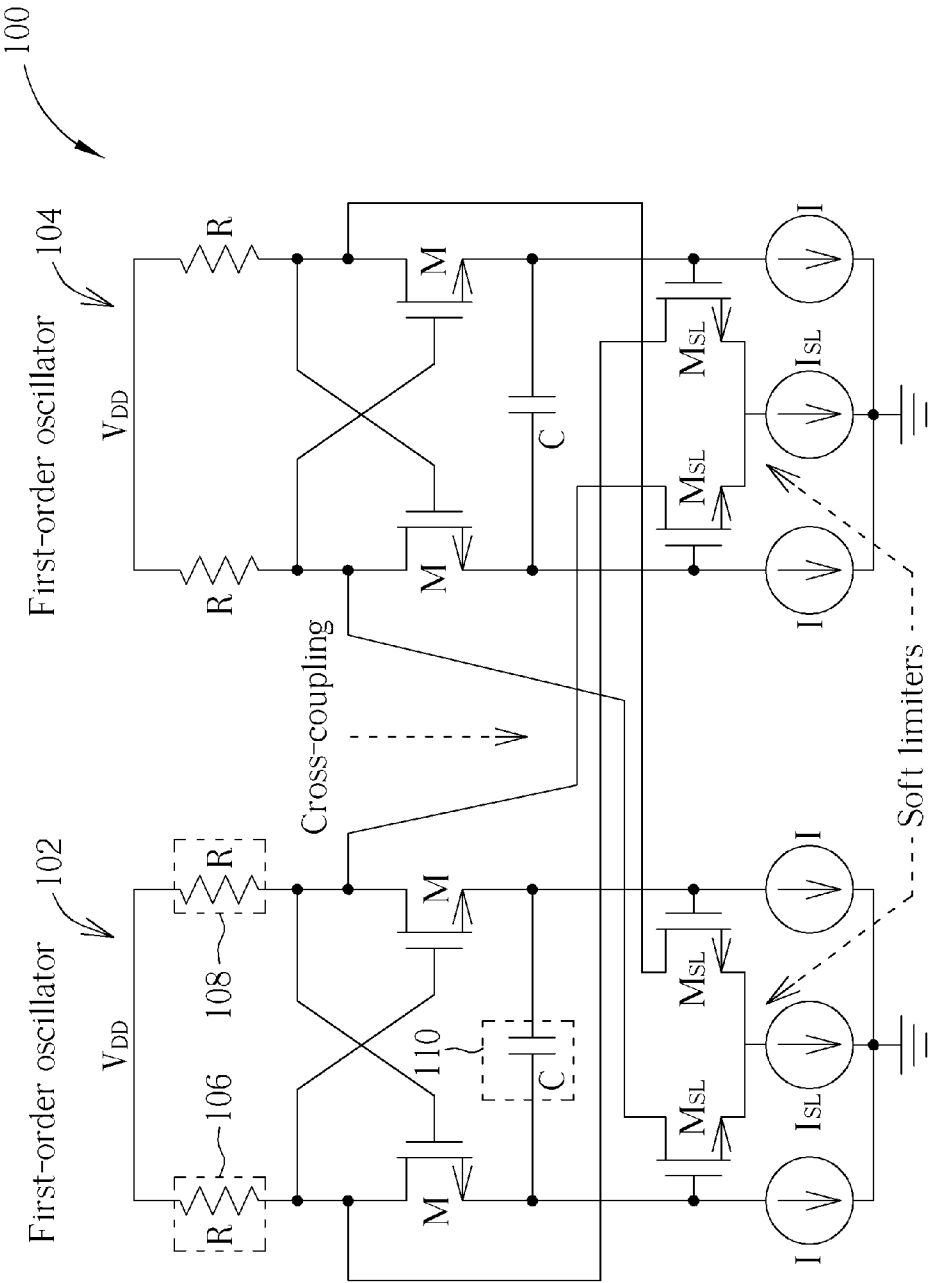 100
First-order oscillator 102
First-order oscillator 104
VDD
VDD
R
R
R
R
106
108
M
M
M
M
Cross-coupling
110
C
C
MSL
MSL
MSL
MSL
I
ISL
I
I
ISL
I
Soft limiters